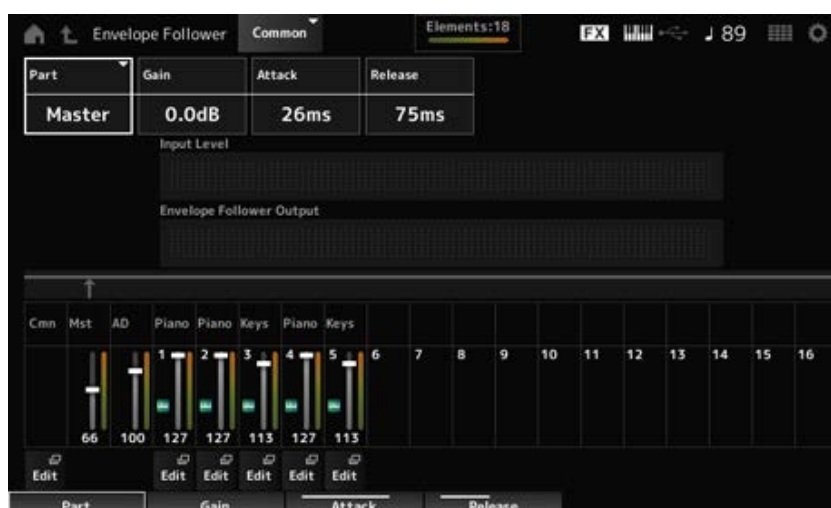 Envelope Follower Common Elements:18 FX 89
Part Gain Attack Release
Master 0.0dB 26ms 75ms
Input Level
Envelope Follower Output
Cmn Mst AD Piano Piano Keys Piano Keys
1 2 3 4 5 6 7 8 9 10 11 12 13 14 15 16
66 100 127 127 113 127 113
Edit Edit Edit Edit Edit Edit
Part Gain Attack Release